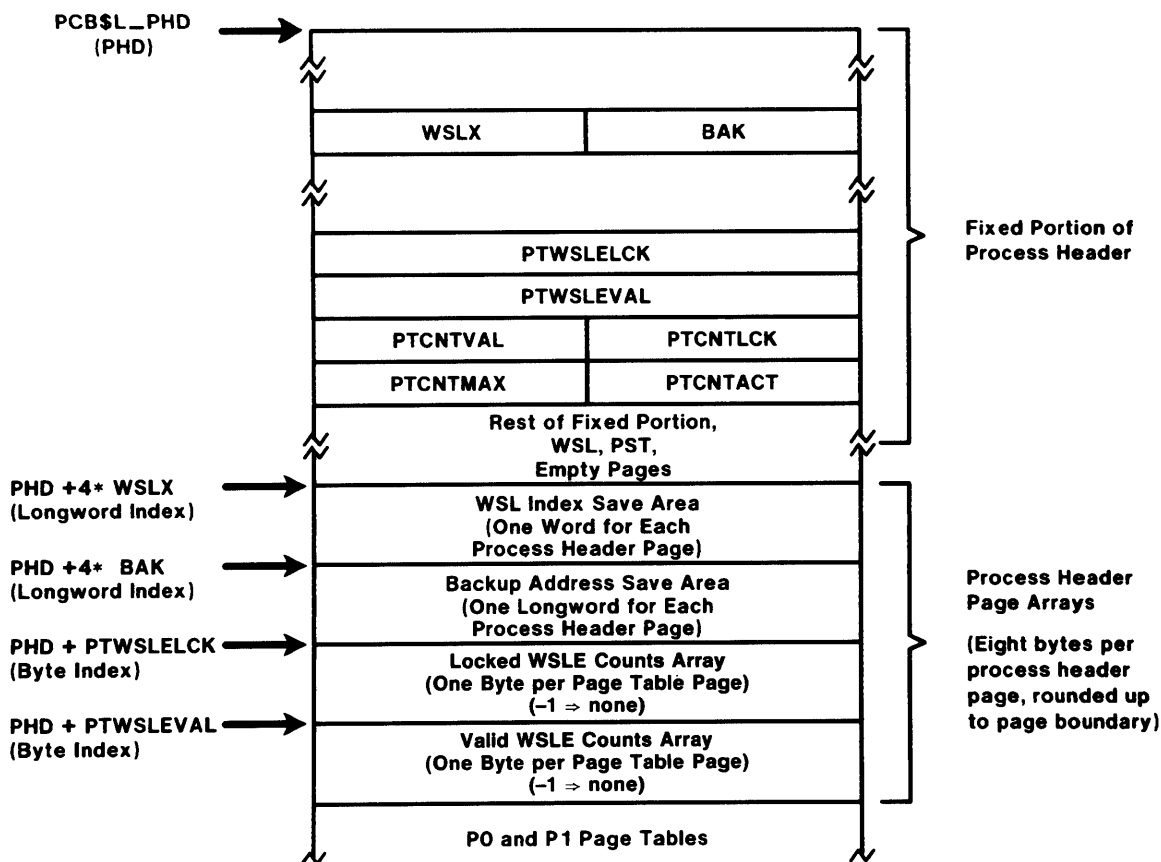 PCB$L_PHD
(PHD)
WSLX
BAK
PTWSLELCK
PTWSLEVAL
PTCNTVAL
PTCNTLCK
PTCNTMAX
PTCNTACT
Rest of Fixed Portion,
WSL, PST,
Empty Pages
Fixed Portion of
Process Header
PHD +4* WSLX
(Longword Index)
WSL Index Save Area
(One Word for Each
Process Header Page)
PHD +4* BAK
(Longword Index)
Backup Address Save Area
(One Longword for Each
Process Header Page)
PHD + PTWSLELCK
(Byte Index)
Locked WSLE Counts Array
(One Byte per Page Table Page)
(–1 ⇒ none)
PHD + PTWSLEVAL
(Byte Index)
Valid WSLE Counts Array
(One Byte per Page Table Page)
(–1 ⇒ none)
Process Header
Page Arrays
(Eight bytes per
process header
page, rounded up
to page boundary)
P0 and P1 Page Tables